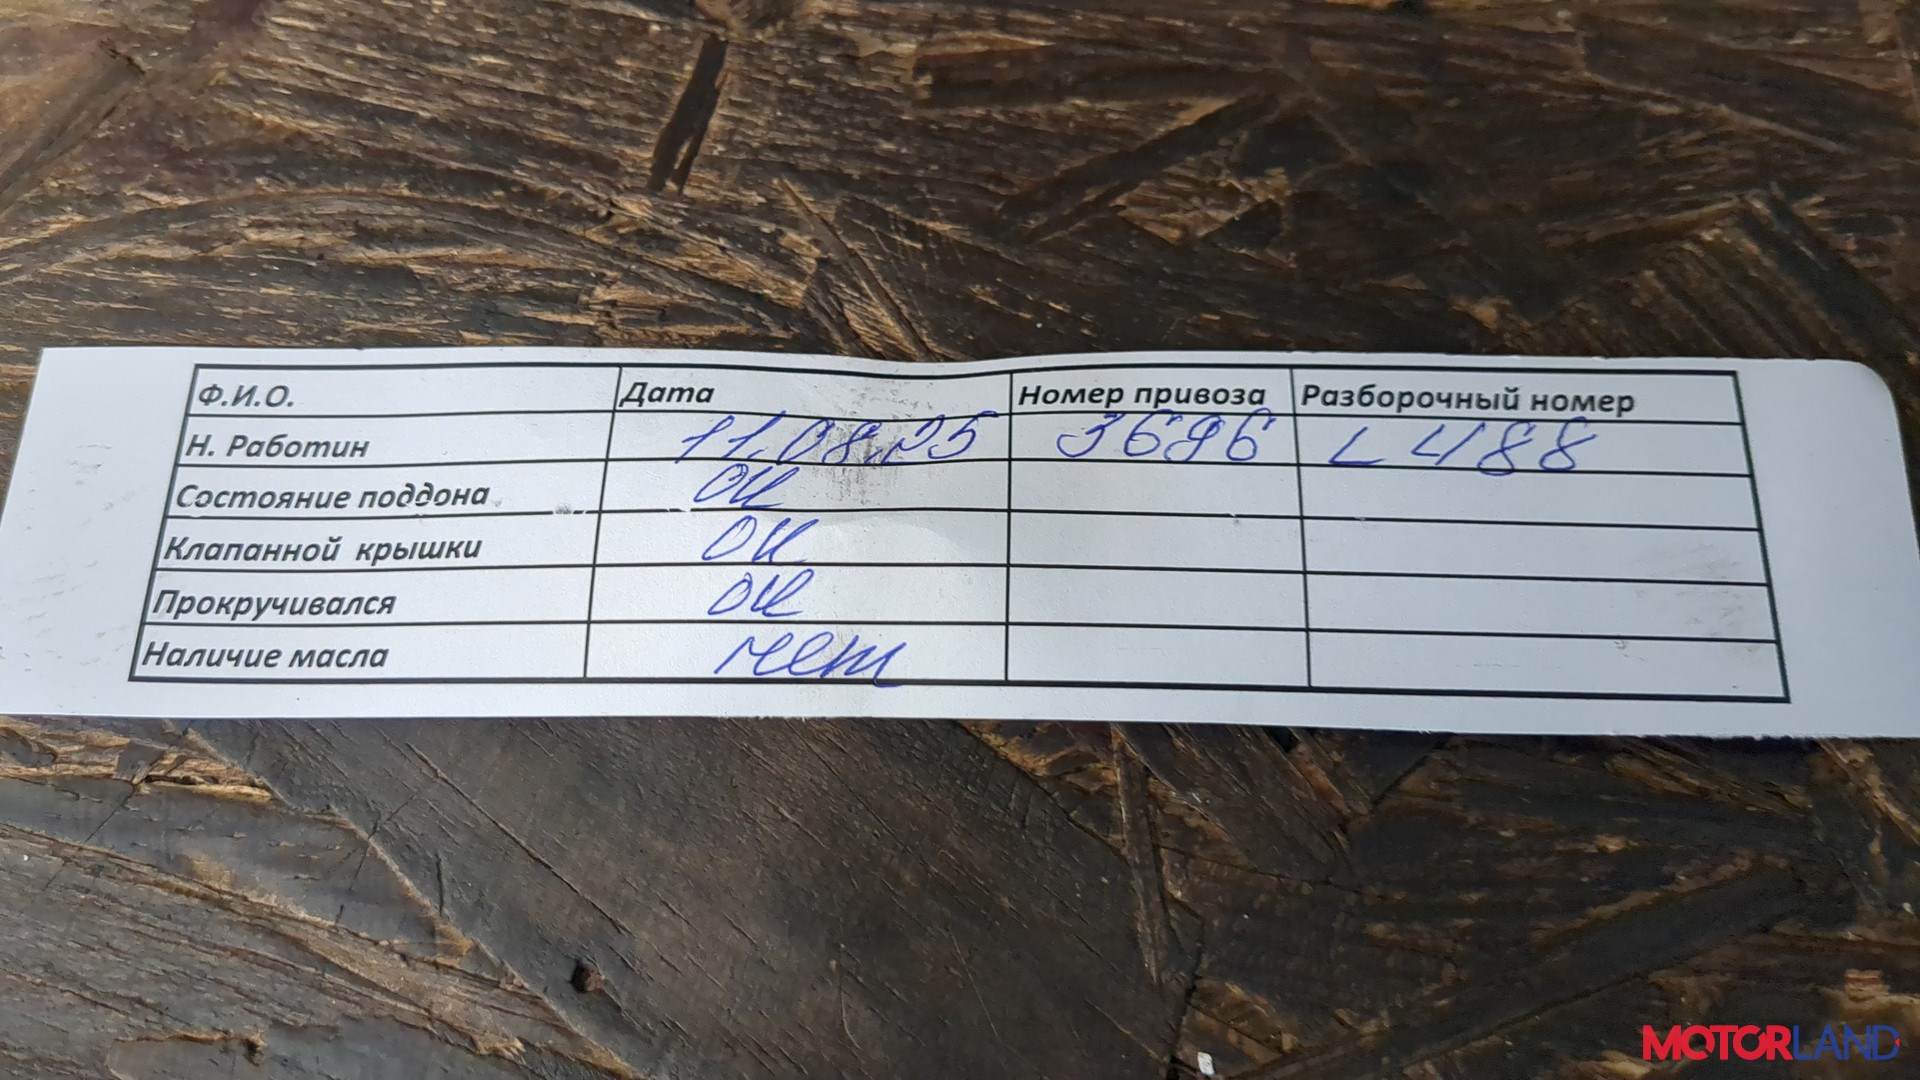 Ф.И.О. Дата Номер привоза Разборочный номер
Н. Работин 11.08.25 3696 L488
Состояние поддона ок
Клапанной крышки ок
Прокручивался ок
Наличие масла нет
MOTORLAND